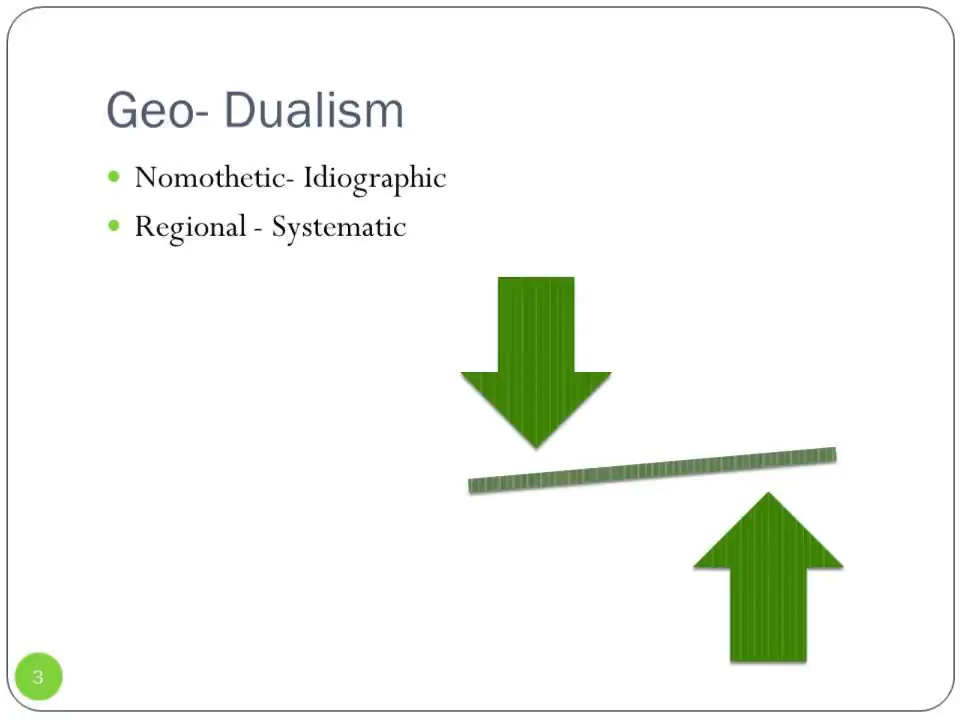 Geo- Dualism
Nomothetic- Idiographic
Regional - Systematic
3